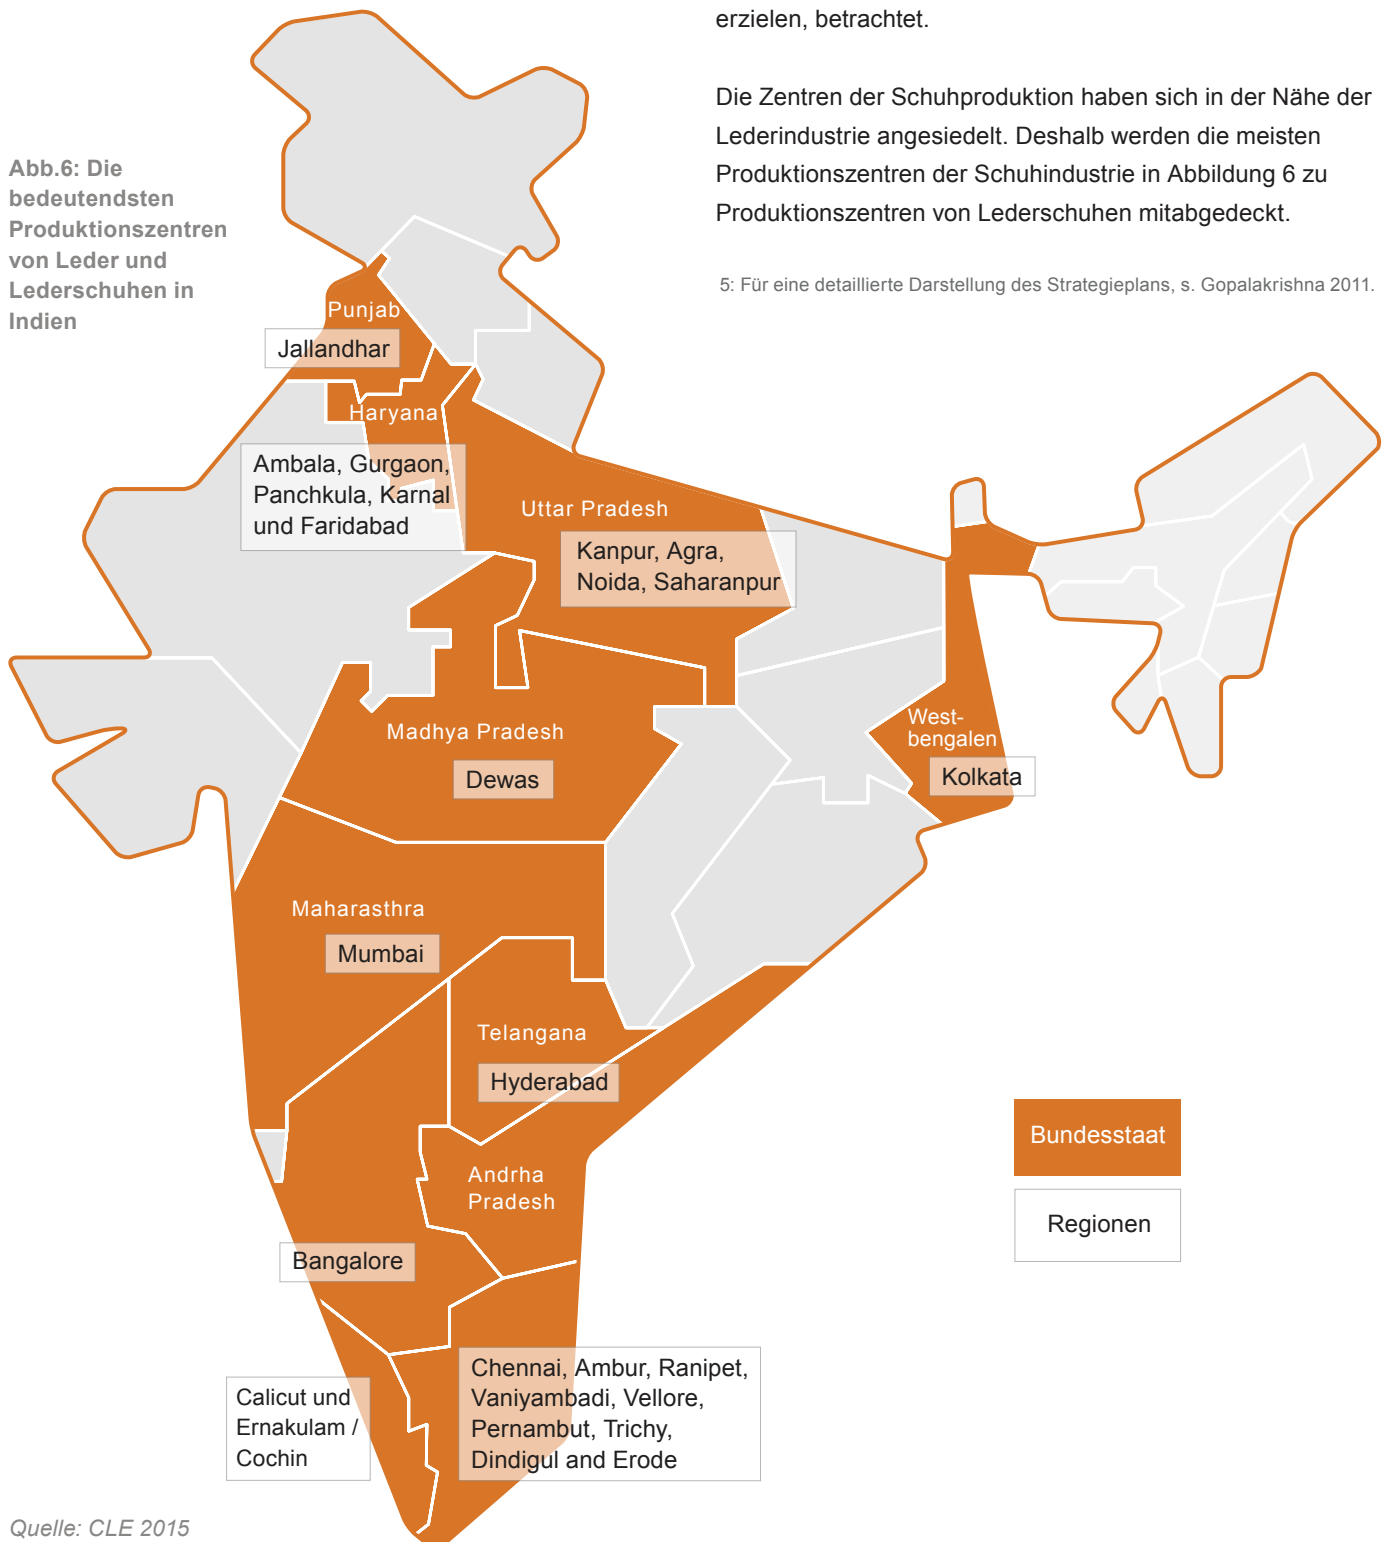 erzielen, betrachtet.
Die Zentren der Schuhproduktion haben sich in der Nähe der
Lederindustrie angesiedelt. Deshalb werden die meisten
Produktionszentren der Schuhindustrie in Abbildung 6 zu
Produktionszentren von Lederschuhen mitabgedeckt.
5: Für eine detaillierte Darstellung des Strategieplans, s. Gopalakrishna 2011.
Abb.6: Die
bedeutendsten
Produktionszentren
von Leder und
Lederschuhen in
Indien
Punjab
Jallandhar
Haryana
Ambala, Gurgaon,
Panchkula, Karnal
und Faridabad
Uttar Pradesh
Kanpur, Agra,
Noida, Saharanpur
Madhya Pradesh
Dewas
West-
bengalen
Kolkata
Maharasthra
Mumbai
Telangana
Hyderabad
Andrha
Pradesh
Bangalore
Calicut und
Ernakulam /
Cochin
Chennai, Ambur, Ranipet,
Vaniyambadi, Vellore,
Pernambut, Trichy,
Dindigul and Erode
Bundesstaat
Regionen
Quelle: CLE 2015